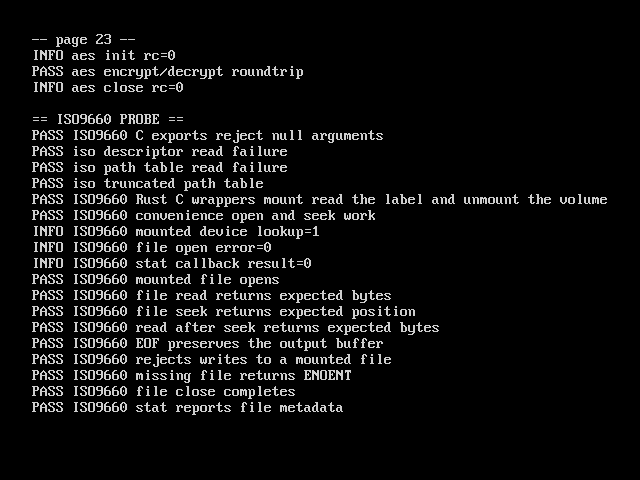 -- page 23 --
INFO aes init rc=0
PASS aes encrypt/decrypt roundtrip
INFO aes close rc=0

== ISO9660 PROBE ==
PASS ISO9660 C exports reject null arguments
PASS iso descriptor read failure
PASS iso path table read failure
PASS iso truncated path table
PASS ISO9660 Rust C wrappers mount read the label and unmount the volume
PASS ISO9660 convenience open and seek work
INFO ISO9660 mounted device lookup=1
INFO ISO9660 file open error=0
INFO ISO9660 stat callback result=0
PASS ISO9660 mounted file opens
PASS ISO9660 file read returns expected bytes
PASS ISO9660 file seek returns expected position
PASS ISO9660 read after seek returns expected bytes
PASS ISO9660 EOF preserves the output buffer
PASS ISO9660 rejects writes to a mounted file
PASS ISO9660 missing file returns ENOENT
PASS ISO9660 file close completes
PASS ISO9660 stat reports file metadata